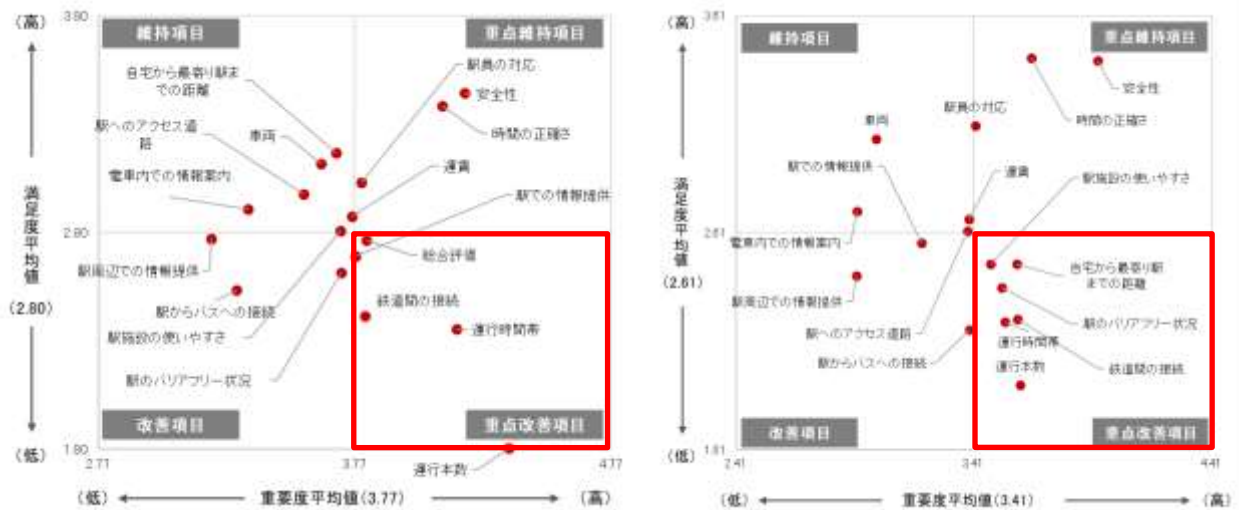 (高)
3.80
維持項目
重点維持項目
自宅から最寄り駅ま
での距離
駅員の対応
安全性
駅へのアクセス道
路
車両
時間の正確さ
電車内での情報案内
運賃
駅での情報提供
満足度平均値
(2.80)
2.80
駅周辺での情報提供
総合評価
駅からバスへの接続
鉄道間の接続
駅施設の使いやすさ
運行時間帯
駅のバリアフリー状況
改善項目
重点改善項目
(低)
1.80
運行本数
2.71
3.77
4.77
(低)
重要度平均値(3.77)
(高)
(高)
3.61
維持項目
重点維持項目
安全性
車両
駅員の対応
時間の正確さ
駅での情報提供
運賃
駅施設の使いやすさ
満足度平均値
(2.61)
2.61
電車内での情報案内
自宅から最寄り駅
までの距離
駅周辺での情報提供
駅へのアクセス道路
駅のバリアフリー状況
駅からバスへの接続
運行時間帯
運行本数
鉄道間の接続
改善項目
重点改善項目
(低)
1.61
2.41
3.41
4.41
(低)
重要度平均値(3.41)
(高)